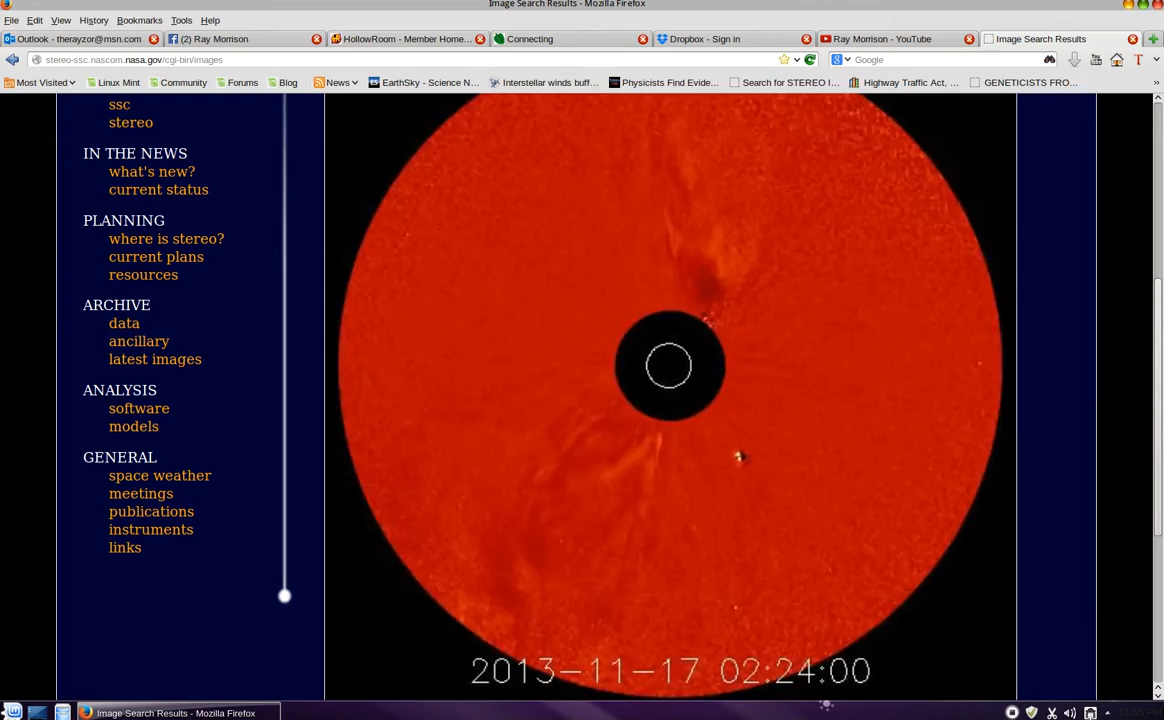 Image Search Results - Mozilla Firefox
File Edit View History Bookmarks Tools Help
Outlook - therayzor@msn.com
(2) Ray Morrison
HollowRoom - Member Home...
Connecting
Dropbox - Sign in
Ray Morrison - YouTube
Image Search Results
stereo-ssc.nascom.nasa.gov/cgi-bin/images
Google
Most Visited
Linux Mint
Community
Forums
Blog
News
EarthSky - Science N...
Interstellar winds buff...
Physicists Find Evide...
Search for STEREO I...
Highway Traffic Act, ...
GENETICISTS FRO...
ssc
stereo
IN THE NEWS
what's new?
current status
PLANNING
where is stereo?
current plans
resources
ARCHIVE
data
ancillary
latest images
ANALYSIS
software
models
GENERAL
space weather
meetings
publications
instruments
links
2013-11-17 02:24:00
Image Search Results - Mozilla Firefox